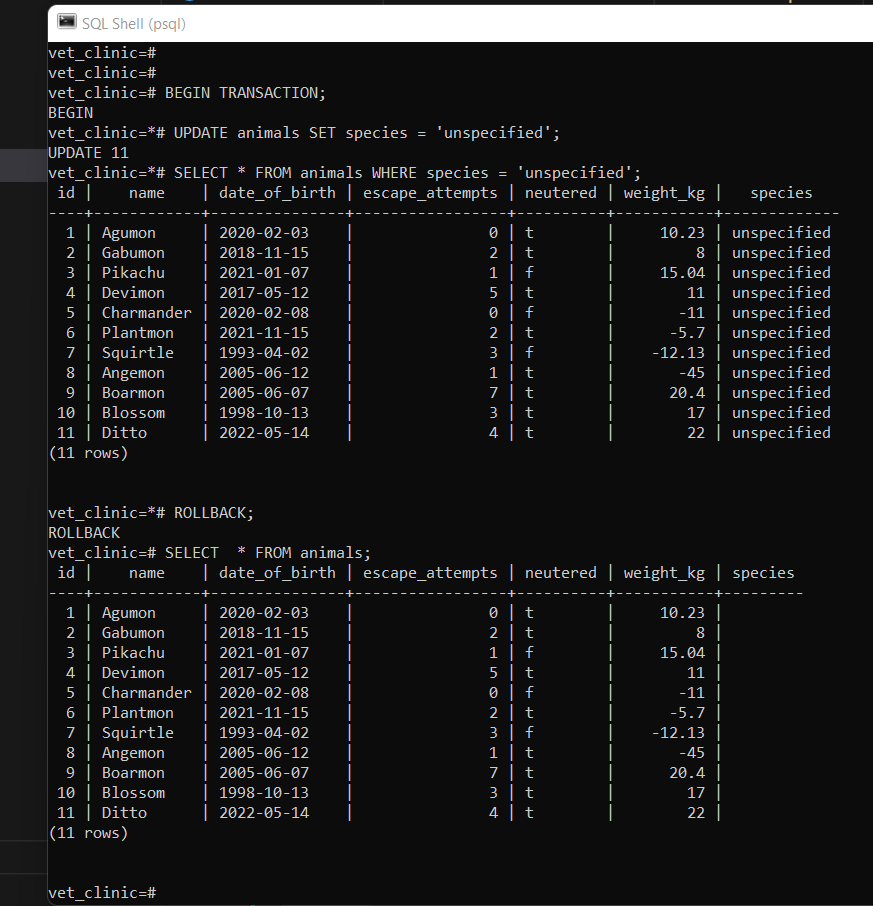 SQL Shell (psql)
vet_clinic=#
vet_clinic=#
vet_clinic=# BEGIN TRANSACTION;
BEGIN
vet_clinic=*# UPDATE animals SET species = 'unspecified';
UPDATE 11
vet_clinic=*# SELECT * FROM animals WHERE species = 'unspecified';
 id |    name    | date_of_birth | escape_attempts | neutered | weight_kg |   species
----+------------+---------------+-----------------+----------+-----------+-------------
  1 | Agumon     | 2020-02-03    |               0 | t        |     10.23 | unspecified
  2 | Gabumon    | 2018-11-15    |               2 | t        |         8 | unspecified
  3 | Pikachu    | 2021-01-07    |               1 | f        |     15.04 | unspecified
  4 | Devimon    | 2017-05-12    |               5 | t        |        11 | unspecified
  5 | Charmander | 2020-02-08    |               0 | f        |       -11 | unspecified
  6 | Plantmon   | 2021-11-15    |               2 | t        |      -5.7 | unspecified
  7 | Squirtle   | 1993-04-02    |               3 | f        |    -12.13 | unspecified
  8 | Angemon    | 2005-06-12    |               1 | t        |       -45 | unspecified
  9 | Boarmon    | 2005-06-07    |               7 | t        |      20.4 | unspecified
 10 | Blossom    | 1998-10-13    |               3 | t        |        17 | unspecified
 11 | Ditto      | 2022-05-14    |               4 | t        |        22 | unspecified
(11 rows)
vet_clinic=*# ROLLBACK;
ROLLBACK
vet_clinic=# SELECT  * FROM animals;
 id |    name    | date_of_birth | escape_attempts | neutered | weight_kg | species
----+------------+---------------+-----------------+----------+-----------+---------
  1 | Agumon     | 2020-02-03    |               0 | t        |     10.23 |
  2 | Gabumon    | 2018-11-15    |               2 | t        |         8 |
  3 | Pikachu    | 2021-01-07    |               1 | f        |     15.04 |
  4 | Devimon    | 2017-05-12    |               5 | t        |        11 |
  5 | Charmander | 2020-02-08    |               0 | f        |       -11 |
  6 | Plantmon   | 2021-11-15    |               2 | t        |      -5.7 |
  7 | Squirtle   | 1993-04-02    |               3 | f        |    -12.13 |
  8 | Angemon    | 2005-06-12    |               1 | t        |       -45 |
  9 | Boarmon    | 2005-06-07    |               7 | t        |      20.4 |
 10 | Blossom    | 1998-10-13    |               3 | t        |        17 |
 11 | Ditto      | 2022-05-14    |               4 | t        |        22 |
(11 rows)
vet_clinic=#